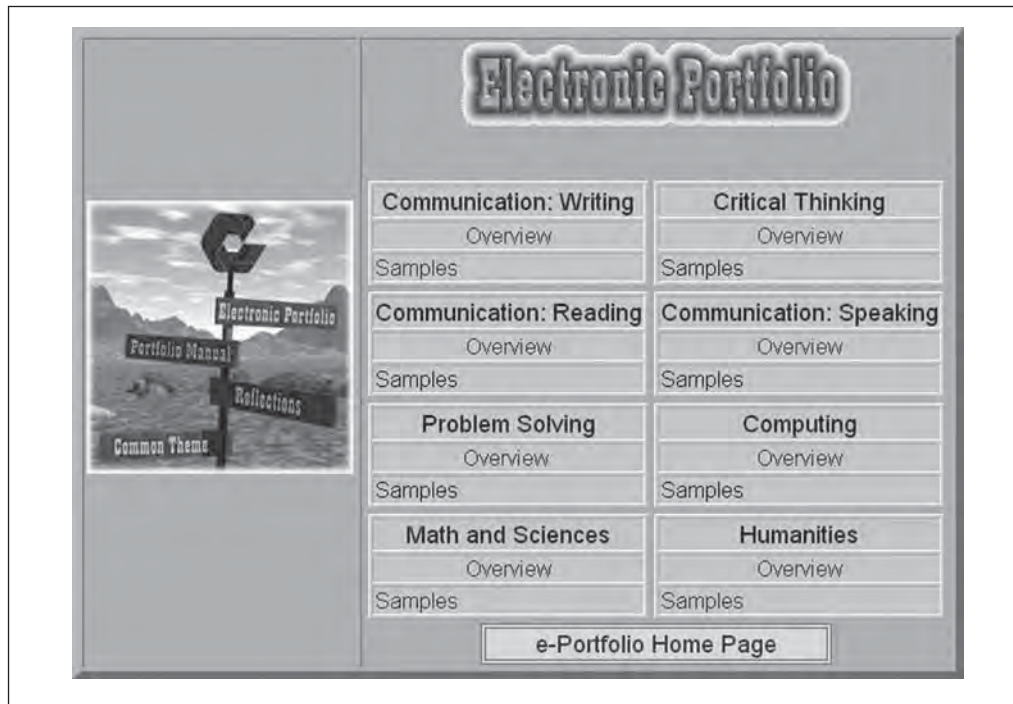 Electronic Portfolio
Electronic Portfolio
Portfolio Manual
Reflections
Common Theme
Communication: Writing
Overview
Samples
Critical Thinking
Overview
Samples
Communication: Reading
Overview
Samples
Communication: Speaking
Overview
Samples
Problem Solving
Overview
Samples
Computing
Overview
Samples
Math and Sciences
Overview
Samples
Humanities
Overview
Samples
e-Portfolio Home Page